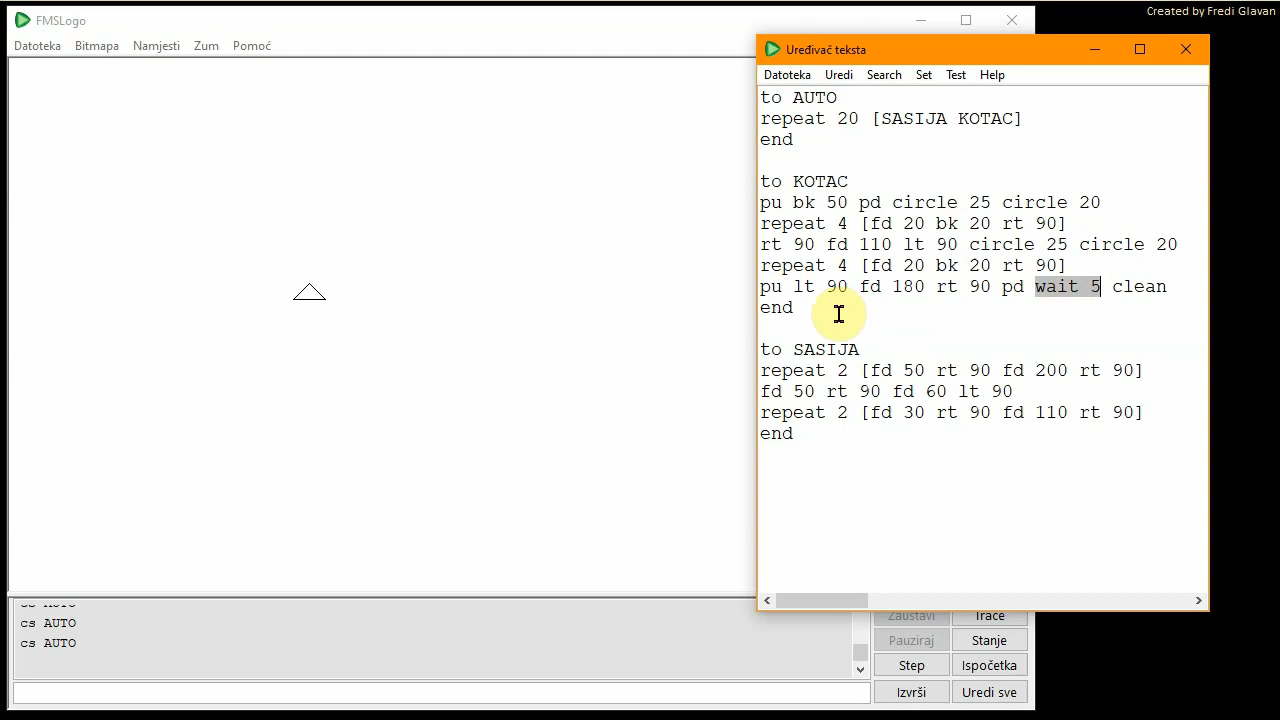 Created by Fredi Glavan
FMSLogo
Datoteka Bitmapa Namjesti Zum Pomoć
Uređivač teksta
Datoteka Uredi Search Set Test Help
to AUTO
repeat 20 [SASIJA KOTAC]
end
to KOTAC
pu bk 50 pd circle 25 circle 20
repeat 4 [fd 20 bk 20 rt 90]
rt 90 fd 110 lt 90 circle 25 circle 20
repeat 4 [fd 20 bk 20 rt 90]
pu lt 90 fd 180 rt 90 pd wait 5 clean
end
to SASIJA
repeat 2 [fd 50 rt 90 fd 200 rt 90]
fd 50 rt 90 fd 60 lt 90
repeat 2 [fd 30 rt 90 fd 110 rt 90]
end
cs AUTO
cs AUTO
cs AUTO
Zaustavi Trace
Pauziraj Stanje
Step Ispočetka
Izvrši Uredi sve